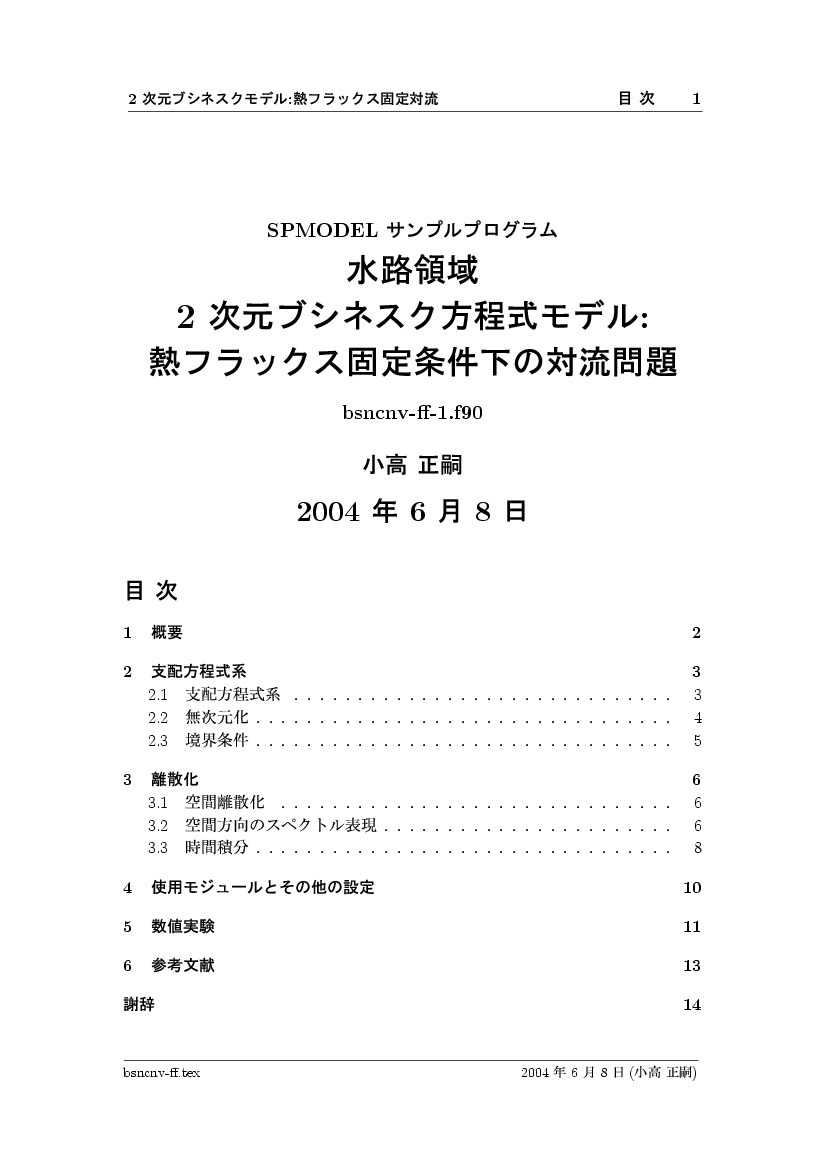 2 次元ブシネスクモデル:熱フラックス固定対流 目 次 1
SPMODEL サンプルプログラム
水路領域
2 次元ブシネスク方程式モデル:
熱フラックス固定条件下の対流問題
bsncnv-ff-1.f90
小高 正嗣
2004 年 6 月 8 日
目 次
1 概要 2
2 支配方程式系 3
2.1 支配方程式系 . . . . . . . . . . . . . . . . . . . . . . . . . . . . . . 3
2.2 無次元化 . . . . . . . . . . . . . . . . . . . . . . . . . . . . . . . . . 4
2.3 境界条件 . . . . . . . . . . . . . . . . . . . . . . . . . . . . . . . . . 5
3 離散化 6
3.1 空間離散化 . . . . . . . . . . . . . . . . . . . . . . . . . . . . . . . 6
3.2 空間方向のスペクトル表現 . . . . . . . . . . . . . . . . . . . . . . . 6
3.3 時間積分 . . . . . . . . . . . . . . . . . . . . . . . . . . . . . . . . . 8
4 使用モジュールとその他の設定 10
5 数値実験 11
6 参考文献 13
謝辞 14
bsncnv-ff.tex 2004 年 6 月 8 日 (小高 正嗣)